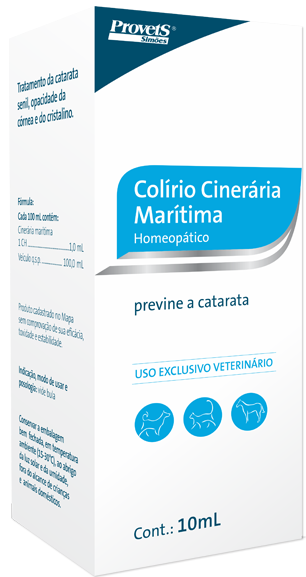 ProvetS
Simões
Tratamento da catarata
senil, opacidade da
córnea e do cristalino.
Fórmula:
Cada 100 mL contém:
Cinerária marítima
1 CH 1,0 mL
Veículo q.s.p. 100,0 mL
Produto cadastrado no Mapa
sem comprovação de sua eficácia,
toxidade e estabilidade.
Indicação, modo de usar e
posologia: vide bula
Conservar a embalagem
bem fechada, em temperatura
ambiente (15-30°C), ao abrigo
da luz solar e da umidade,
fora do alcance de crianças
e animais domésticos.
Colírio Cinerária
Marítima
Homeopático
previne a catarata
USO EXCLUSIVO VETERINÁRIO
Cont.: 10mL